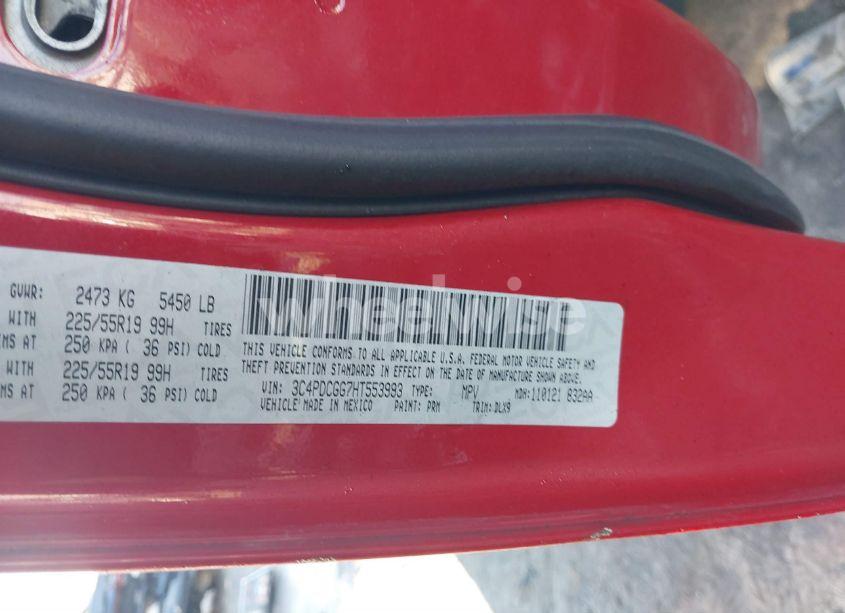 GVWR: 2473 KG 5450 LB
WITH 225/55R19 99H TIRES
MS AT 250 KPA ( 36 PSI) COLD
WITH 225/55R19 99H TIRES
MS AT 250 KPA ( 36 PSI) COLD
THIS VEHICLE CONFORMS TO ALL APPLICABLE U.S.A. FEDERAL MOTOR VEHICLE SAFETY AND
THEFT PREVENTION STANDARDS IN EFFECT ON THE DATE OF MANUFACTURE SHOWN ABOVE.
VIN: 3C4PDCGG7HT553993 TYPE: MPV MDH: 110121 832AA
VEHICLE MADE IN MEXICO PAINT: PRM TRIM: DLX9
wheelwise